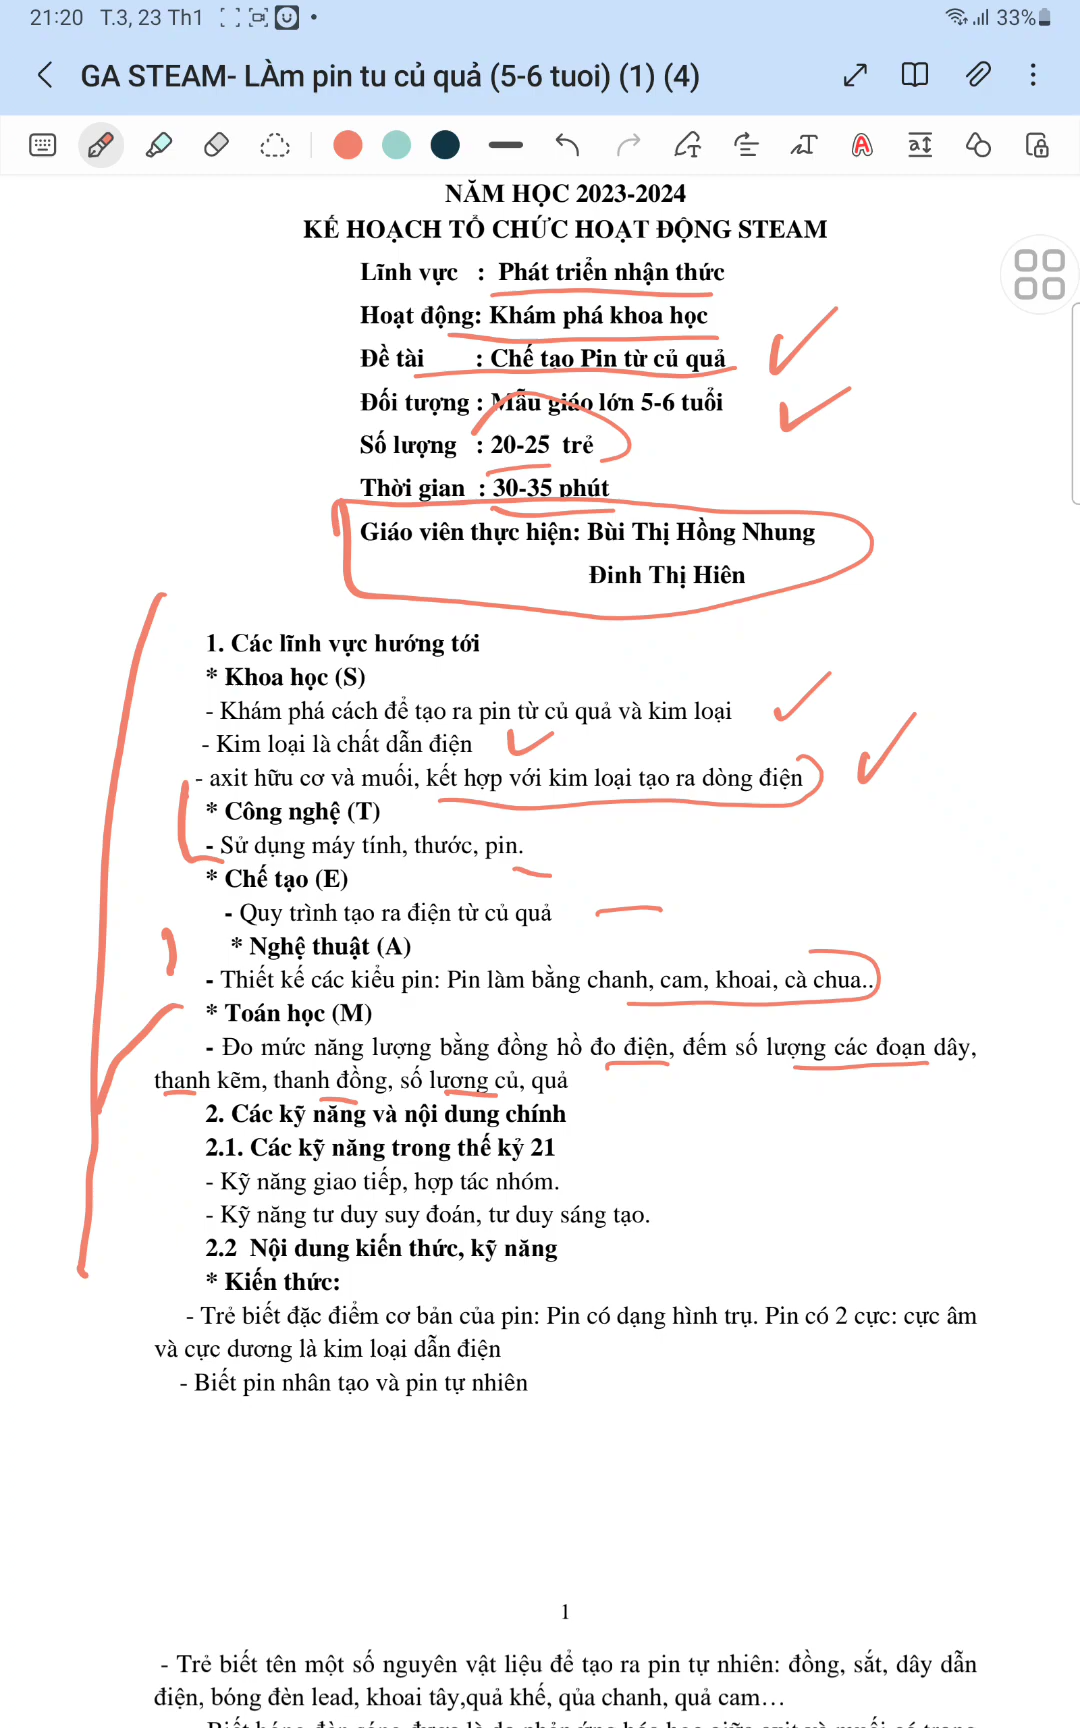 21:20 T.3, 23 Th1
33%
GA STEAM- LÀm pin tu củ quả (5-6 tuoi) (1) (4)
NĂM HỌC 2023-2024
KẾ HOẠCH TỔ CHỨC HOẠT ĐỘNG STEAM
Lĩnh vực : Phát triển nhận thức
Hoạt động: Khám phá khoa học
Đề tài : Chế tạo Pin từ củ quả
Đối tượng : Mẫu giáo lớn 5-6 tuổi
Số lượng : 20-25 trẻ
Thời gian : 30-35 phút
Giáo viên thực hiện: Bùi Thị Hồng Nhung
Đinh Thị Hiên
1. Các lĩnh vực hướng tới
* Khoa học (S)
- Khám phá cách để tạo ra pin từ củ quả và kim loại
- Kim loại là chất dẫn điện
- axit hữu cơ và muối, kết hợp với kim loại tạo ra dòng điện
* Công nghệ (T)
- Sử dụng máy tính, thước, pin.
* Chế tạo (E)
- Quy trình tạo ra điện từ củ quả
* Nghệ thuật (A)
- Thiết kế các kiểu pin: Pin làm bằng chanh, cam, khoai, cà chua..
* Toán học (M)
- Đo mức năng lượng bằng đồng hồ đo điện, đếm số lượng các đoạn dây,
thanh kẽm, thanh đồng, số lương củ, quả
2. Các kỹ năng và nội dung chính
2.1. Các kỹ năng trong thế kỷ 21
- Kỹ năng giao tiếp, hợp tác nhóm.
- Kỹ năng tư duy suy đoán, tư duy sáng tạo.
2.2 Nội dung kiến thức, kỹ năng
* Kiến thức:
- Trẻ biết đặc điểm cơ bản của pin: Pin có dạng hình trụ. Pin có 2 cực: cực âm
và cực dương là kim loại dẫn điện
- Biết pin nhân tạo và pin tự nhiên
1
- Trẻ biết tên một số nguyên vật liệu để tạo ra pin tự nhiên: đồng, sắt, dây dẫn
điện, bóng đèn lead, khoai tây,quả khế, qủa chanh, quả cam…